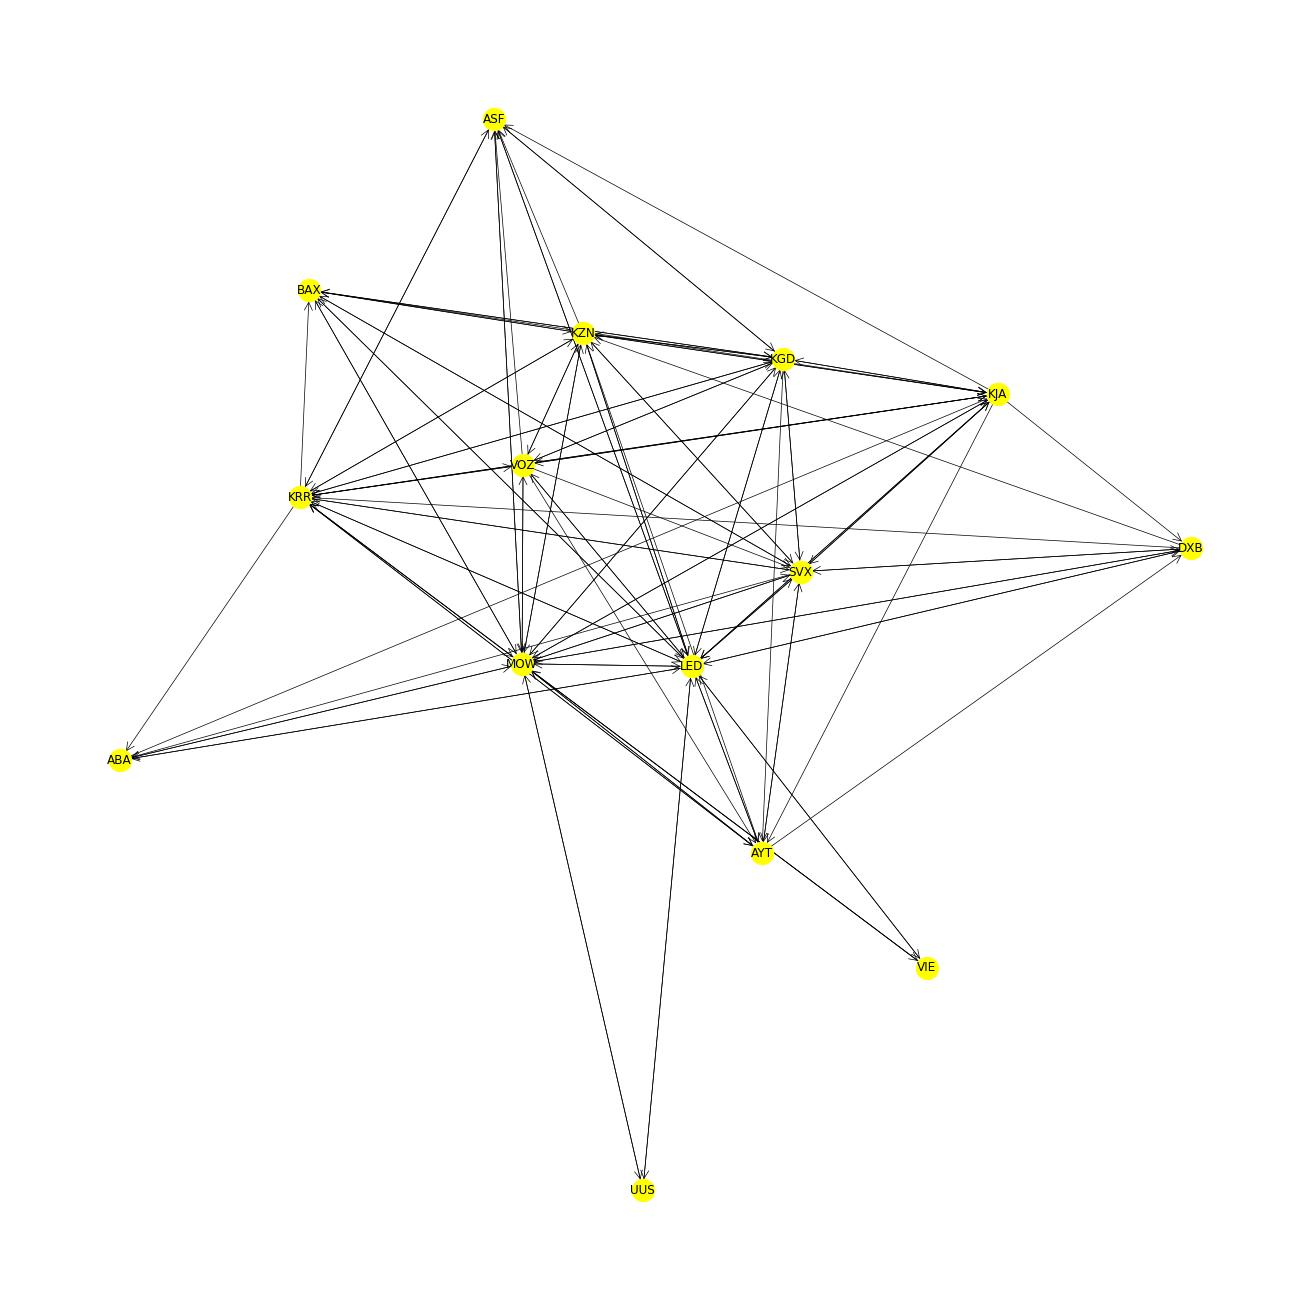 ASF
BAX
KZN
KGD
KJA
VOZ
KRR
DXB
SVX
MOW
LED
ABA
AYT
VIE
UUS